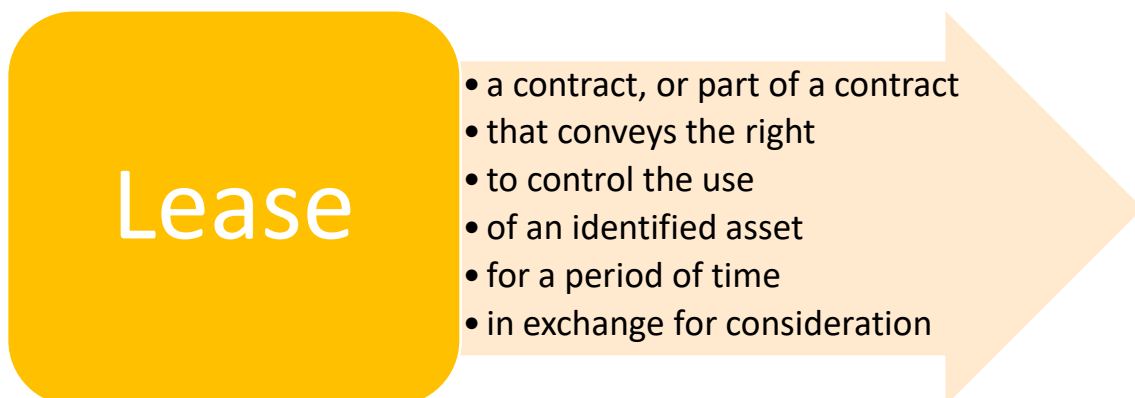 Lease
• a contract, or part of a contract
• that conveys the right
• to control the use
• of an identified asset
• for a period of time
• in exchange for consideration